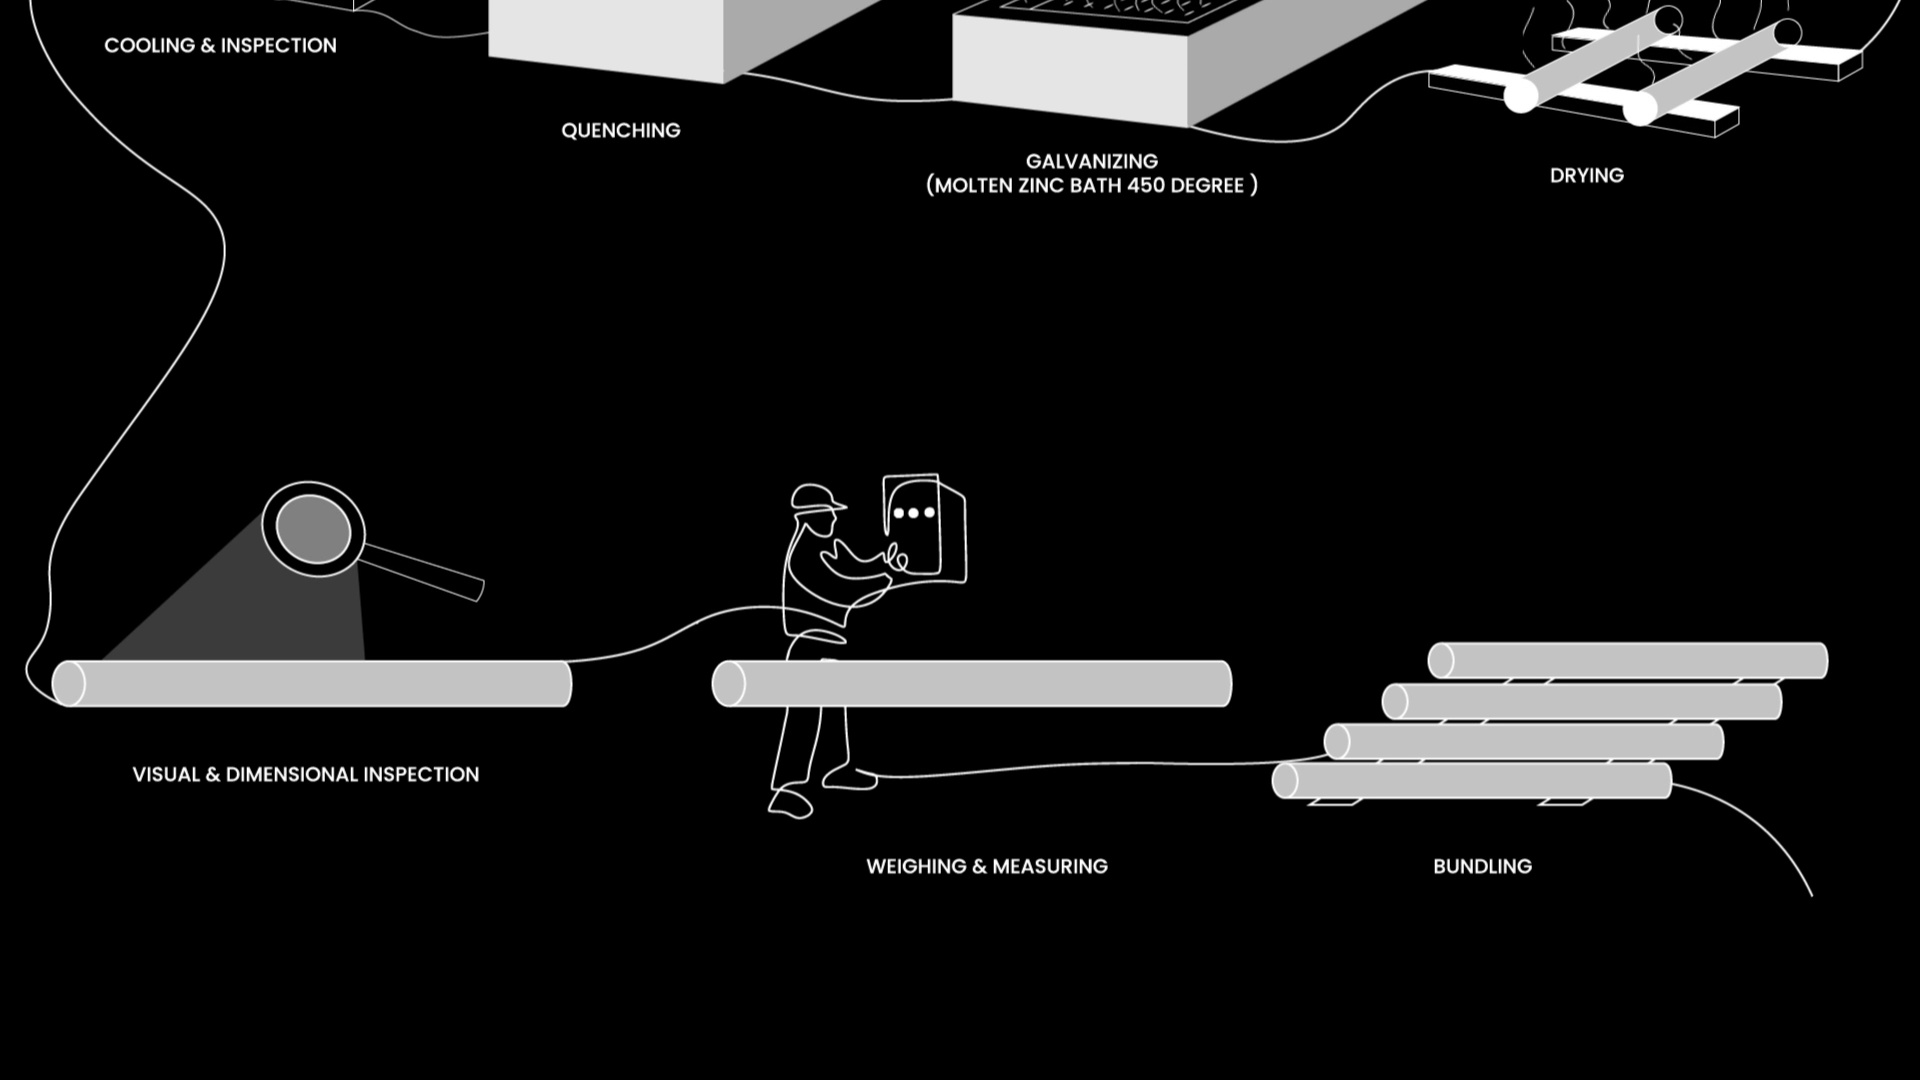 COOLING & INSPECTION
QUENCHING
GALVANIZING
(MOLTEN ZINC BATH 450 DEGREE )
DRYING
VISUAL & DIMENSIONAL INSPECTION
WEIGHING & MEASURING
BUNDLING